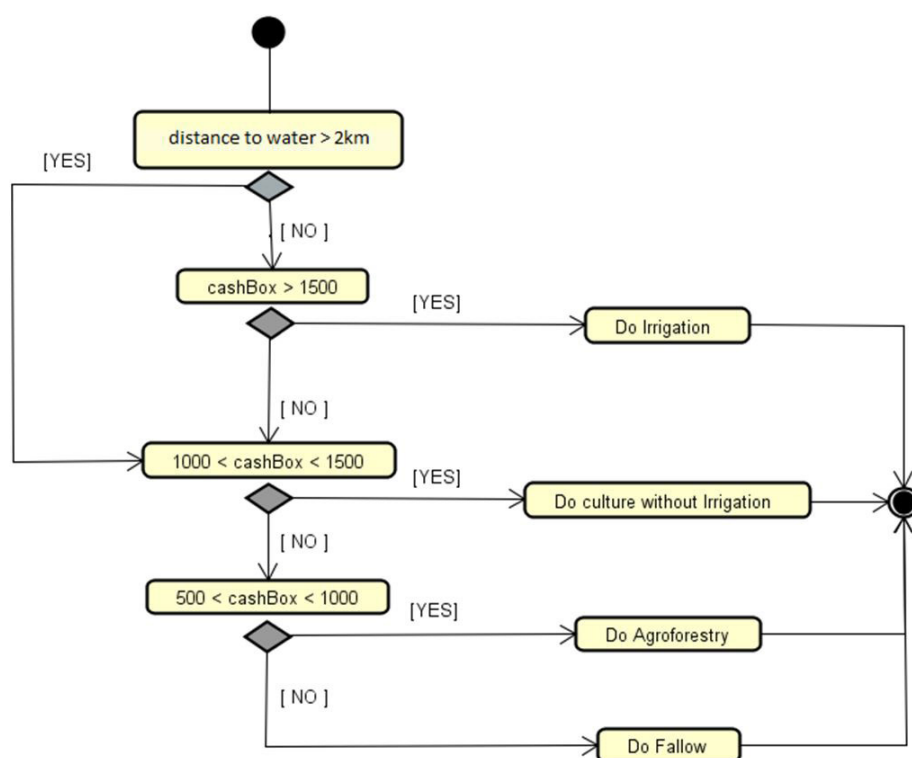 distance to water > 2km
[YES]
[ NO ]
cashBox > 1500
[YES]
Do Irrigation
[ NO ]
1000 < cashBox < 1500
[YES]
Do culture without Irrigation
[ NO ]
500 < cashBox < 1000
[YES]
Do Agroforestry
[ NO ]
Do Fallow